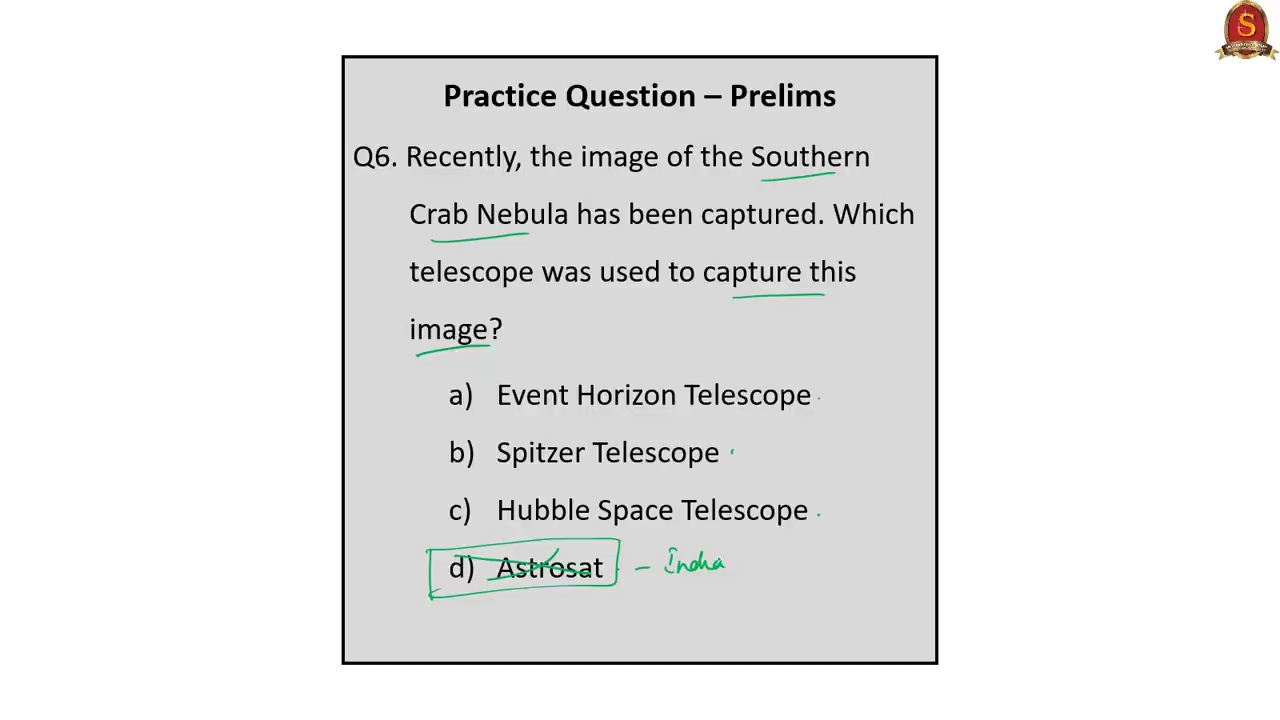 S
Practice Question – Prelims
Q6. Recently, the image of the Southern
Crab Nebula has been captured. Which
telescope was used to capture this
image?
a) Event Horizon Telescope
b) Spitzer Telescope
c) Hubble Space Telescope
d) Astrosat – India